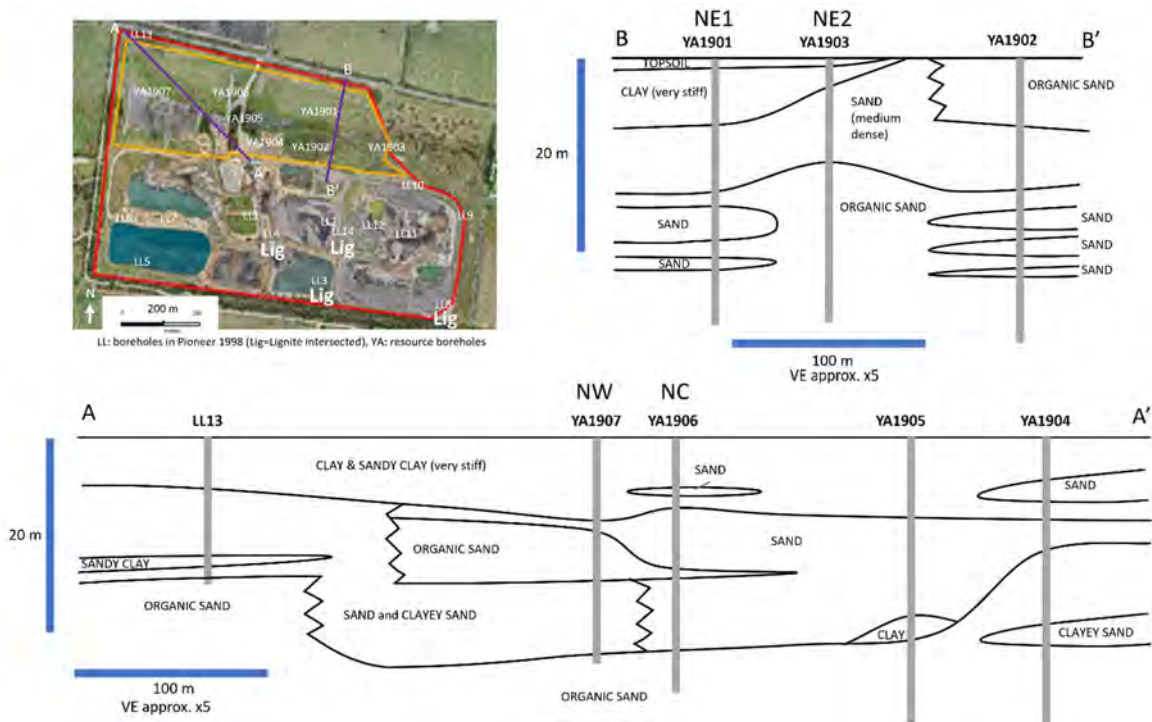 A
LL13
B
YA1907
YA1906
YA1901
YA1905
YA1904
YA1902
YA1903
A'
B'
LL10
LL6
LL7
LL1
LL2
LL12
L9
LL4
LL14
LL11
Lig
Lig
LL5
LL3
Lig
LL8
Lig
N
200 m
LL: boreholes in Pioneer 1998 (Lig=Lignite intersected), YA: resource boreholes
NE1 NE2
B YA1901 YA1903 YA1902 B’
TOPSOIL
CLAY (very stiff)
SAND
(medium
dense)
ORGANIC SAND
20 m
ORGANIC SAND
SAND
SAND
SAND
SAND
SAND
100 m
VE approx. x5
NW NC
A LL13 YA1907 YA1906 YA1905 YA1904 A’
CLAY & SANDY CLAY (very stiff)
SAND
SAND
20 m
ORGANIC SAND
SAND
SANDY CLAY
ORGANIC SAND
SAND and CLAYEY SAND
CLAY
CLAYEY SAND
100 m
VE approx. x5
ORGANIC SAND